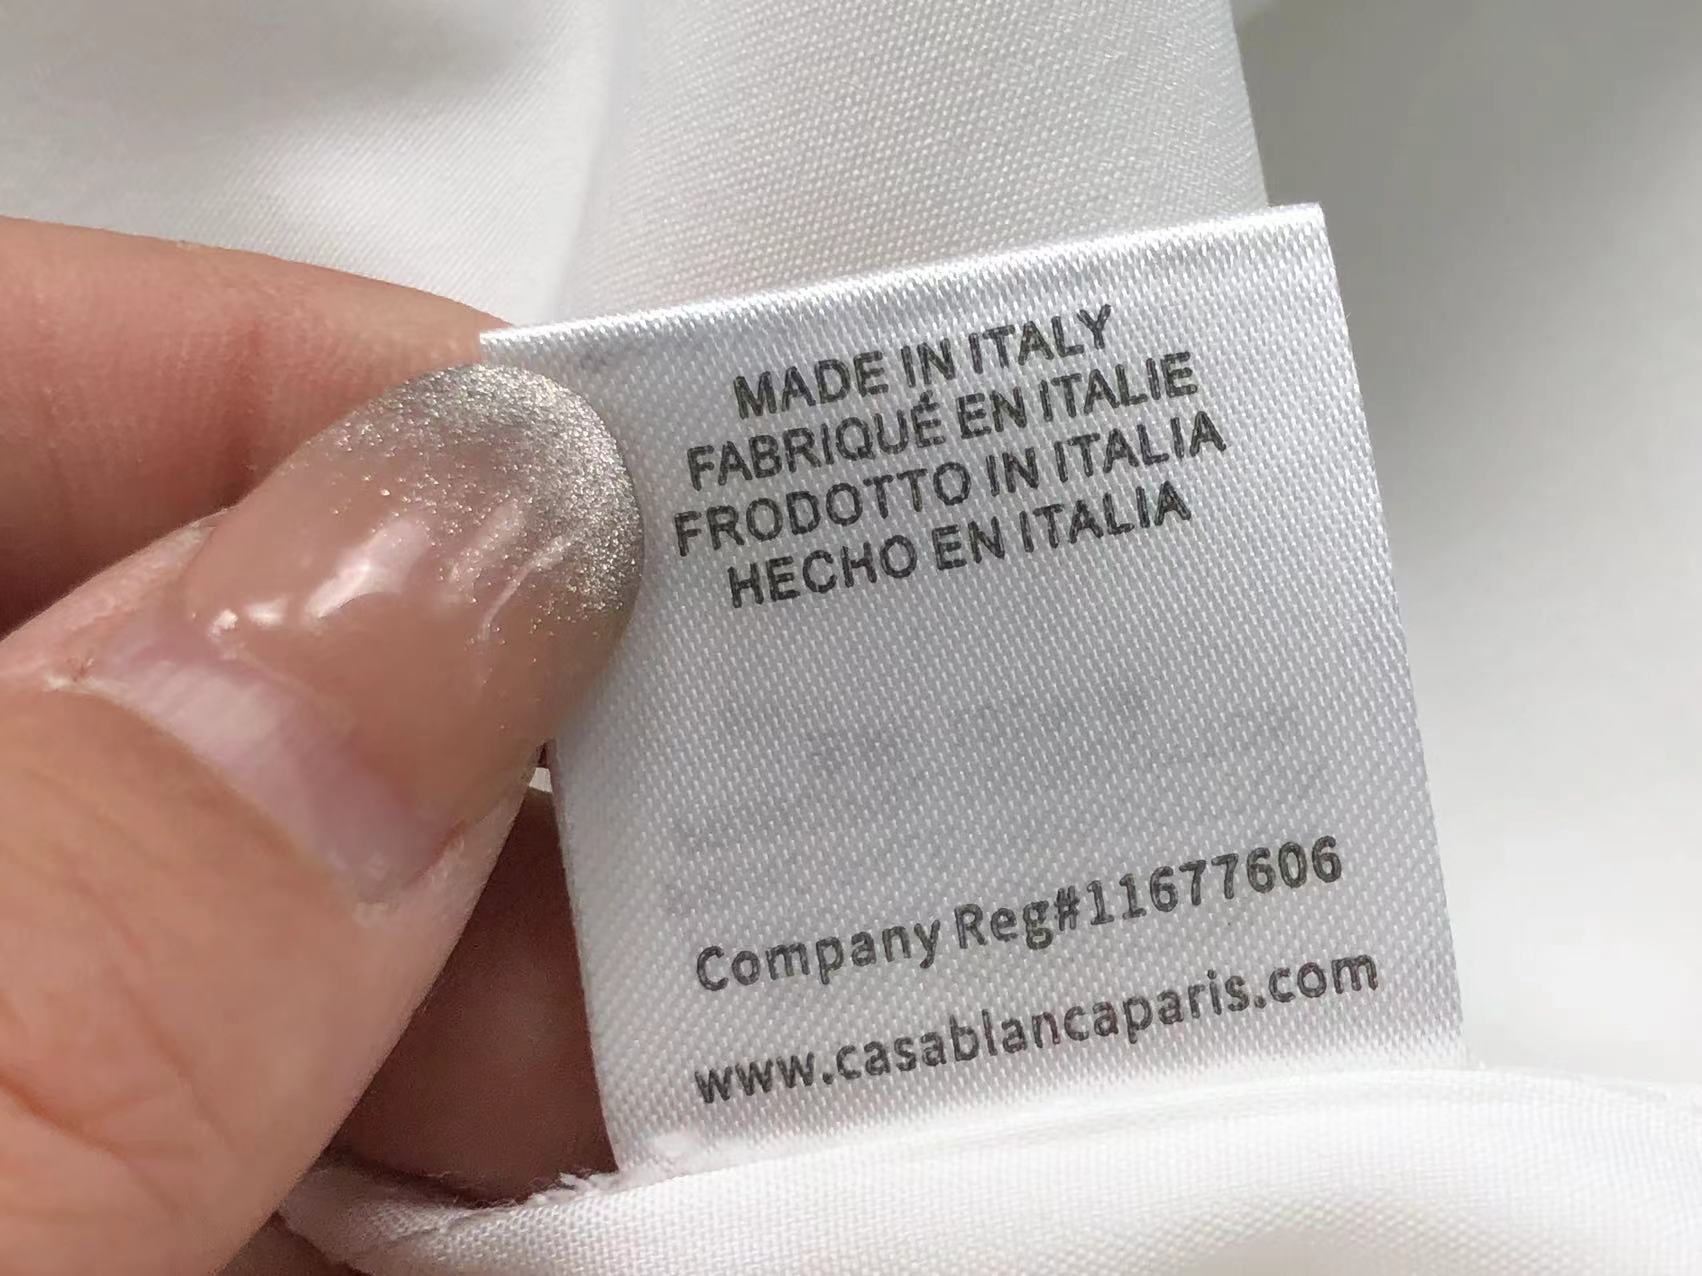 MADE IN ITALY
FABRIQUÉ EN ITALIE
FRODOTTO IN ITALIA
HECHO EN ITALIA
Company Reg#11677606
www.casablancaparis.com